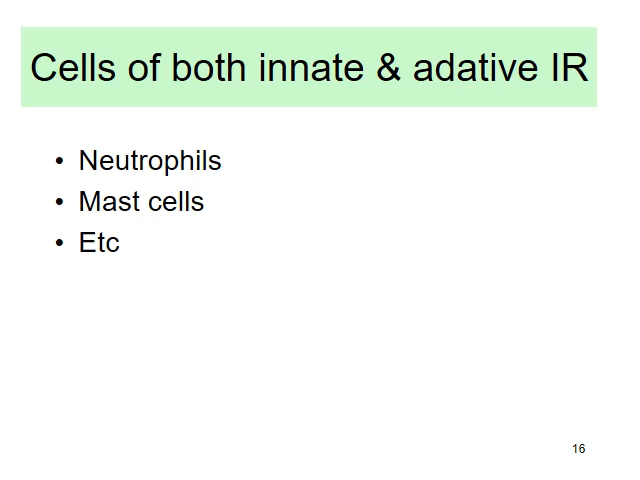 Cells of both innate & adative IR
• Neutrophils
• Mast cells
• Etc
16